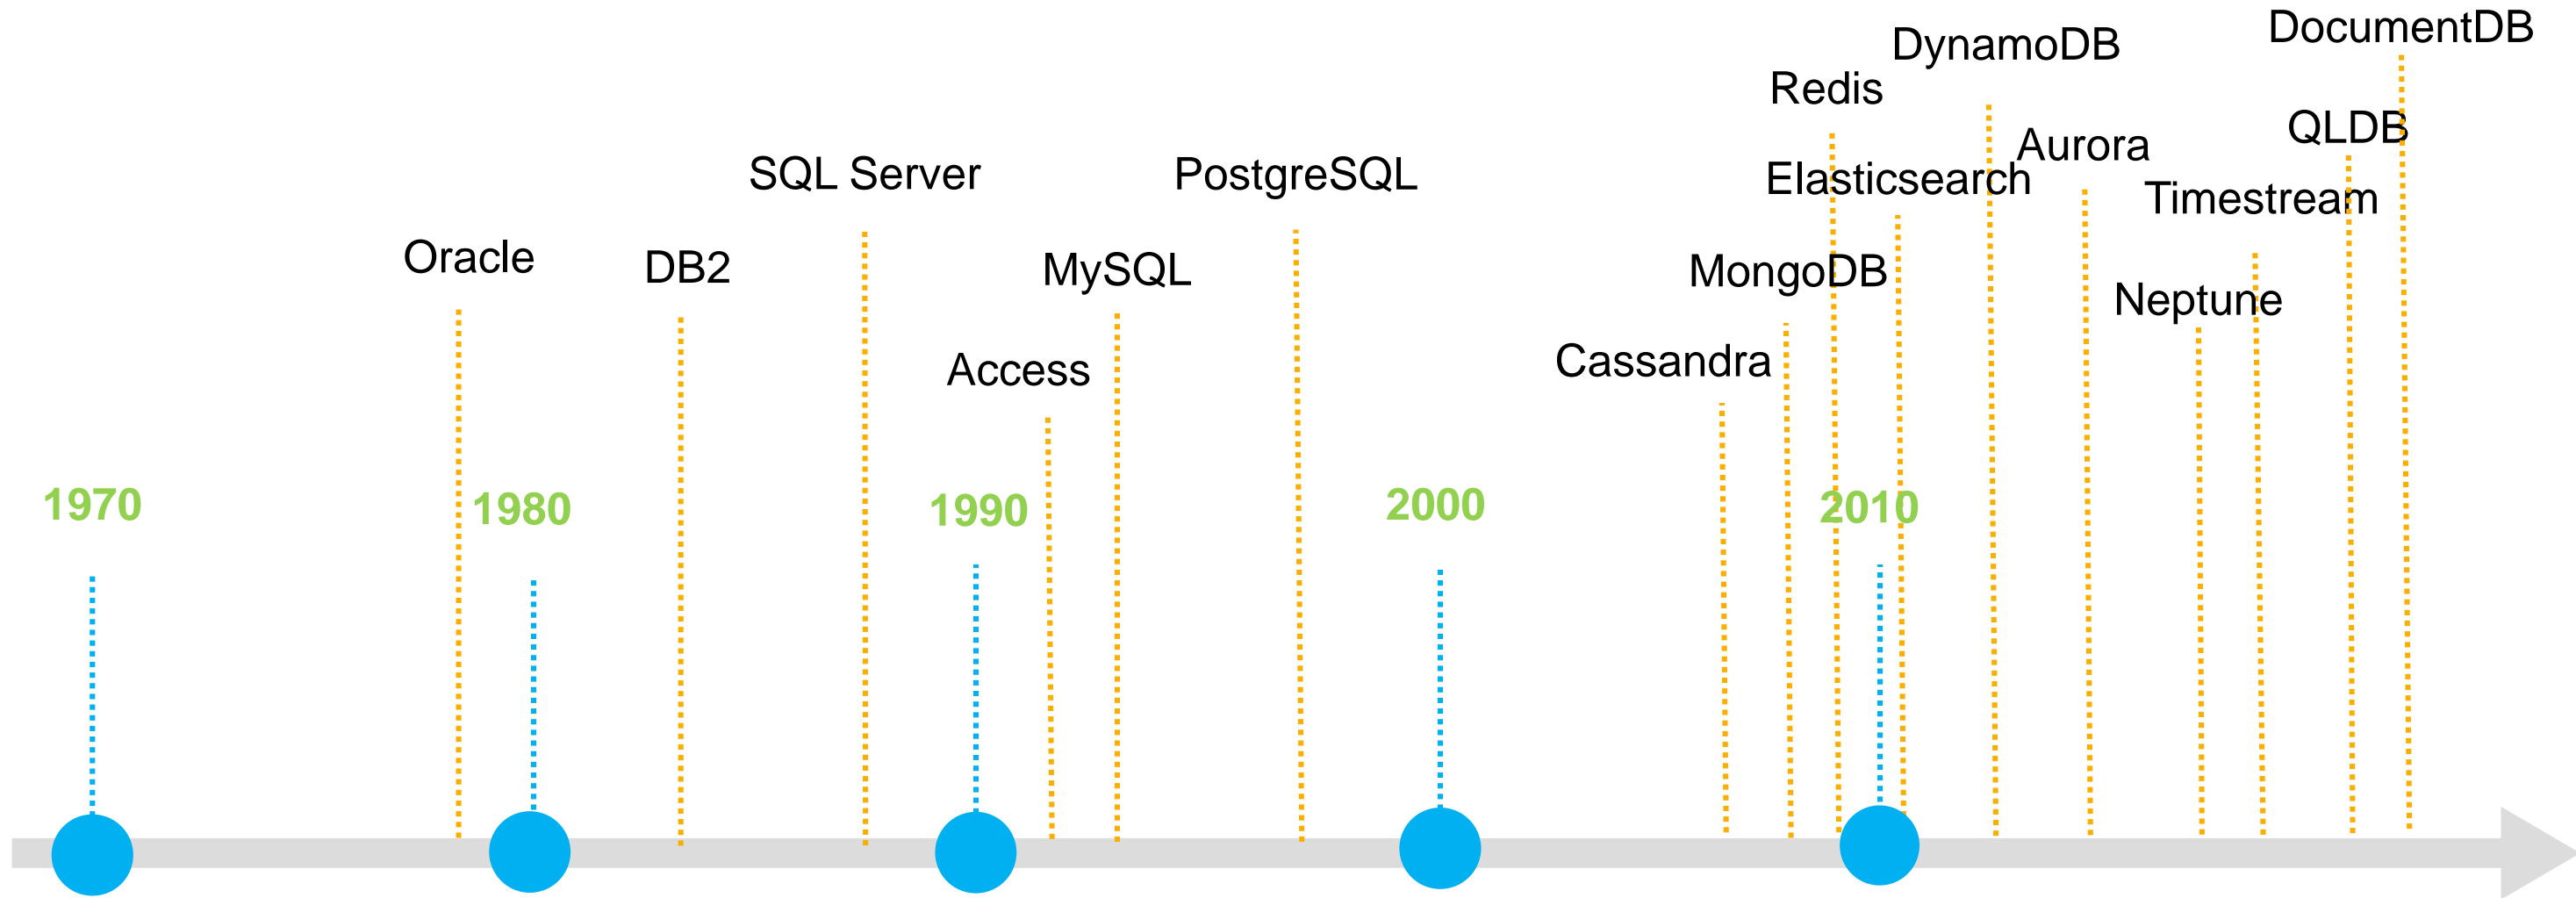 DocumentDB
DynamoDB
Redis
QLDB
Aurora
SQL Server
PostgreSQL
Elasticsearch
Timestream
Oracle
DB2
MySQL
MongoDB
Neptune
Access
Cassandra
1970
1980
1990
2000
2010